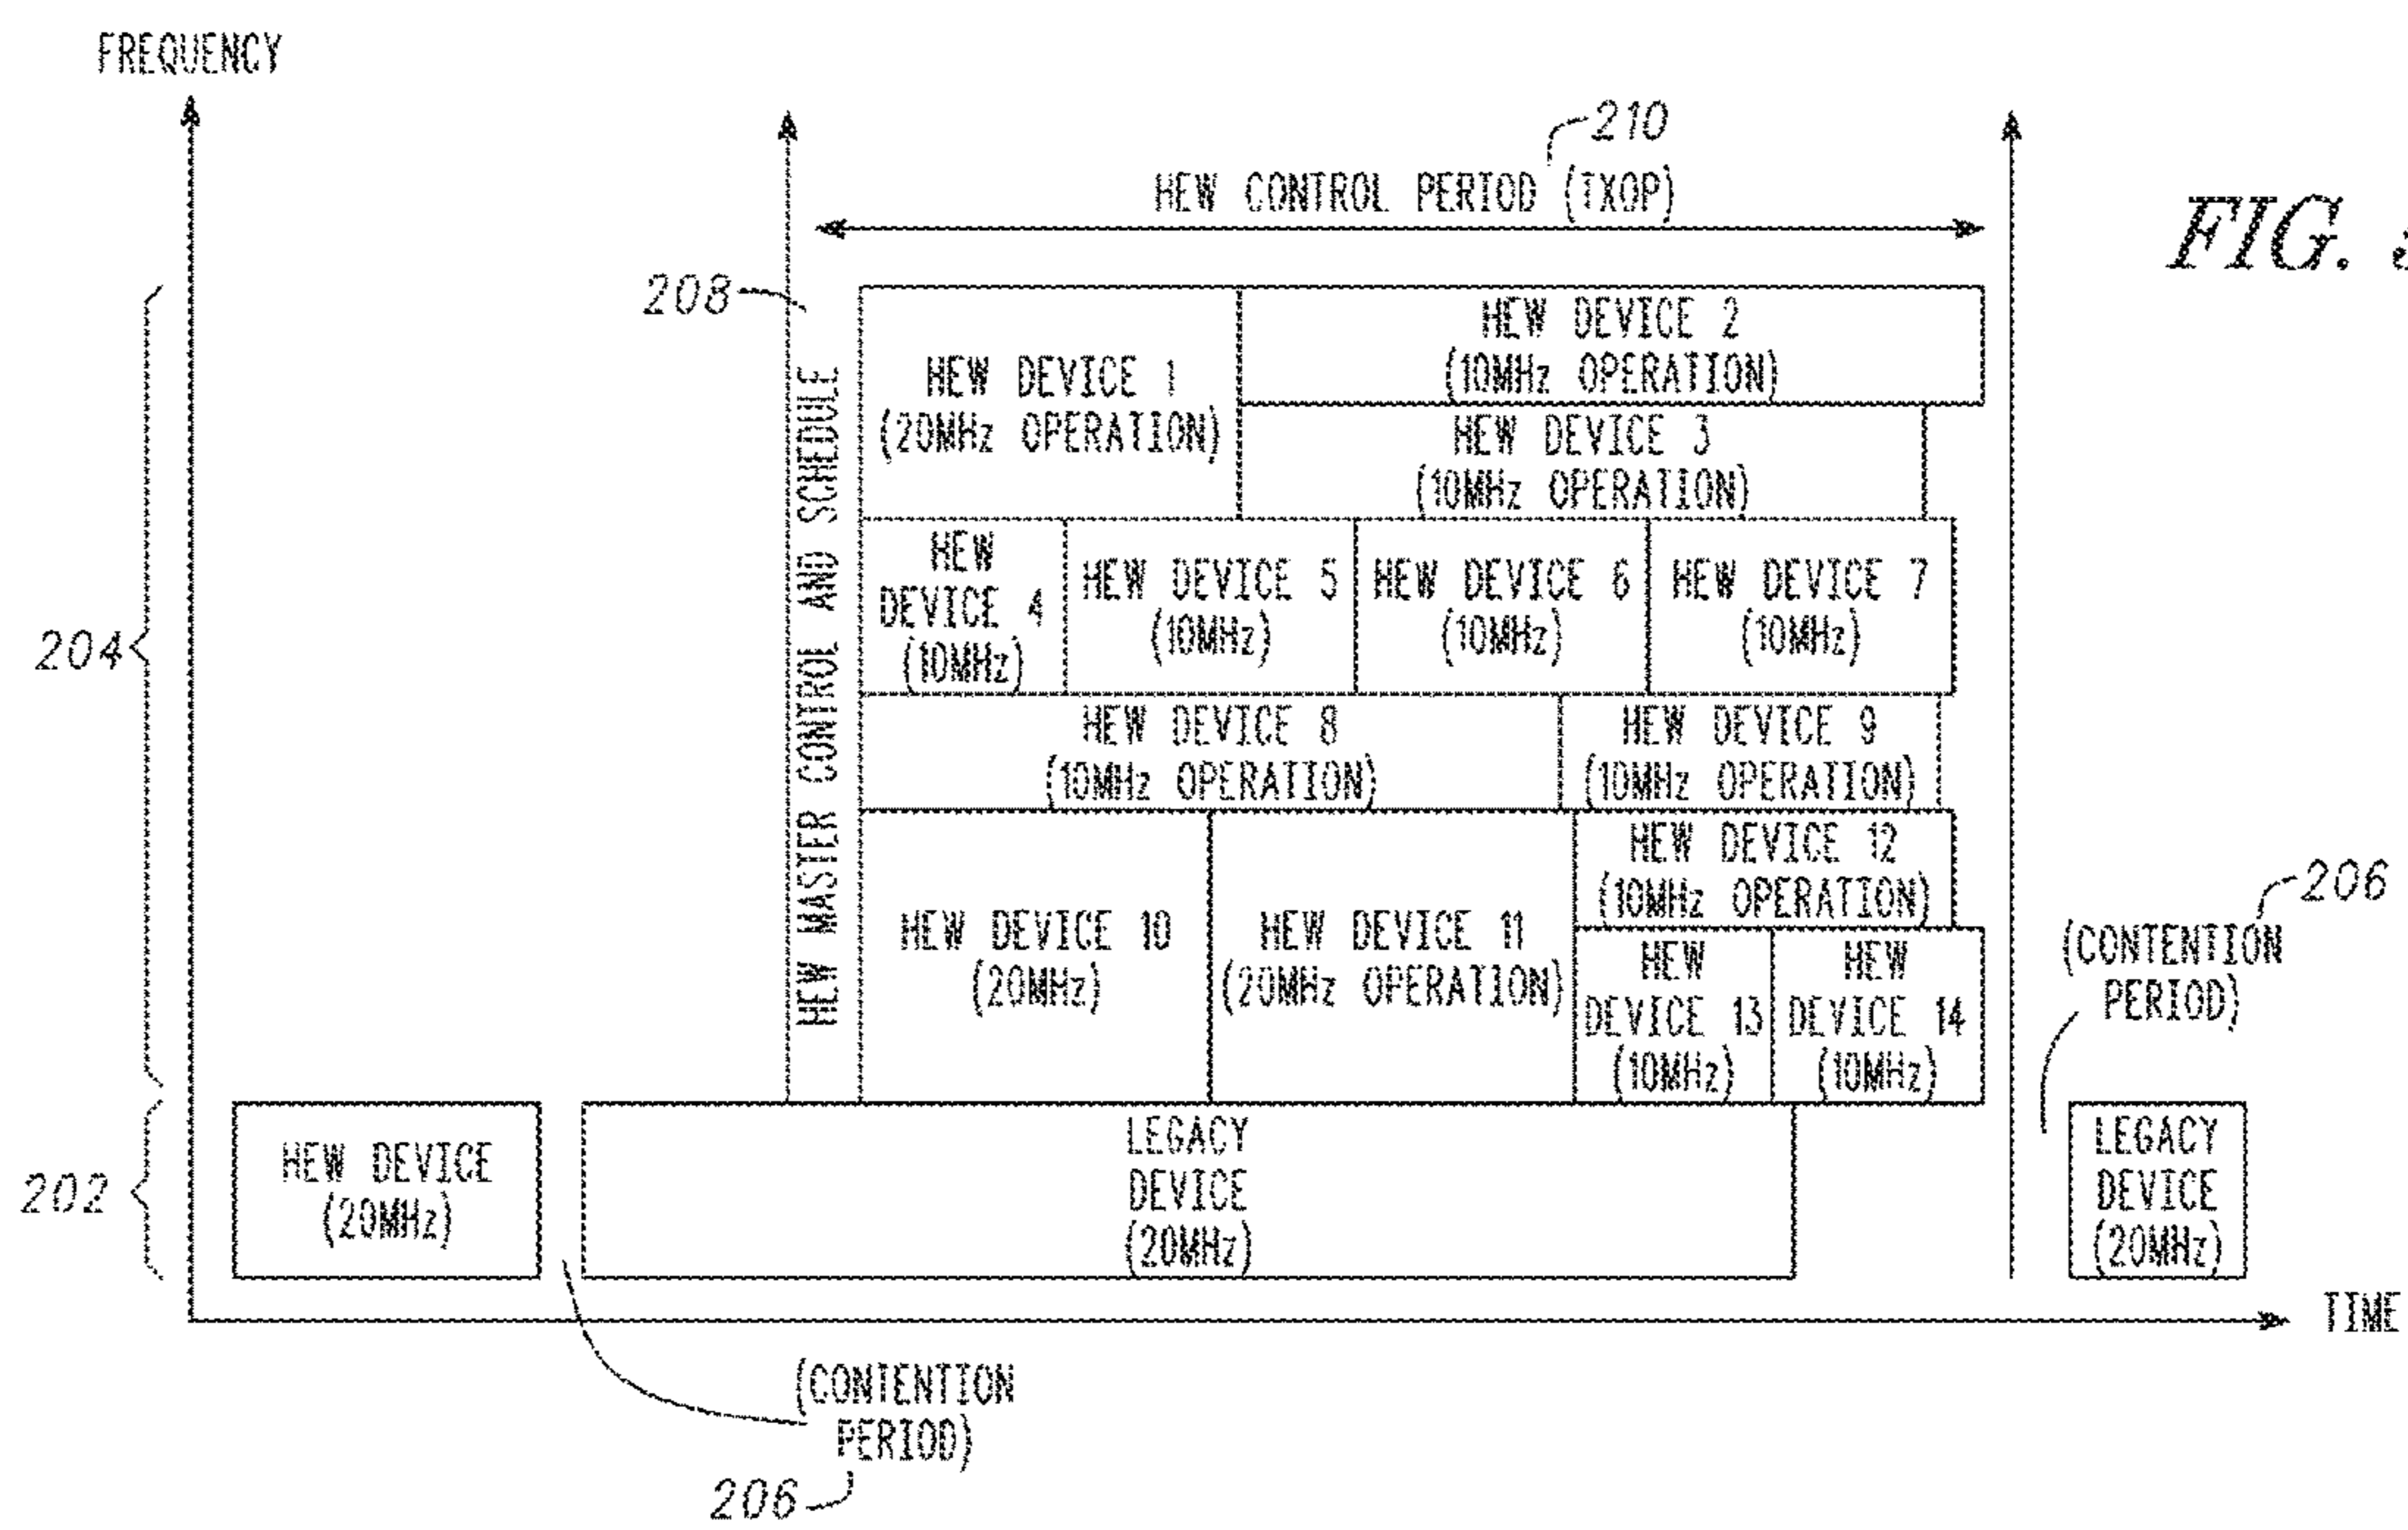 FREQUENCY
210
HEW CONTROL PERIOD (TXOP)
FIG.
208
HEW MASTER CONTROL AND SCHEDULE
HEW DEVICE 1
(20MHz OPERATION)
HEW DEVICE 2
(10MHz OPERATION)
HEW DEVICE 3
(10MHz OPERATION)
204
HEW
DEVICE 4
(10MHz)
HEW DEVICE 5
(10MHz)
HEW DEVICE 6
(10MHz)
HEW DEVICE 7
(10MHz)
HEW DEVICE 8
(10MHz OPERATION)
HEW DEVICE 9
(10MHz OPERATION)
HEW DEVICE 10
(20MHz)
HEW DEVICE 11
(20MHz OPERATION)
HEW DEVICE 12
(10MHz OPERATION)
HEW
DEVICE 13
(10MHz)
HEW
DEVICE 14
(10MHz)
206
(CONTENTION
PERIOD)
202
HEW DEVICE
(20MHz)
LEGACY
DEVICE
(20MHz)
LEGACY
DEVICE
(20MHz)
TIME
(CONTENTION
PERIOD)
206